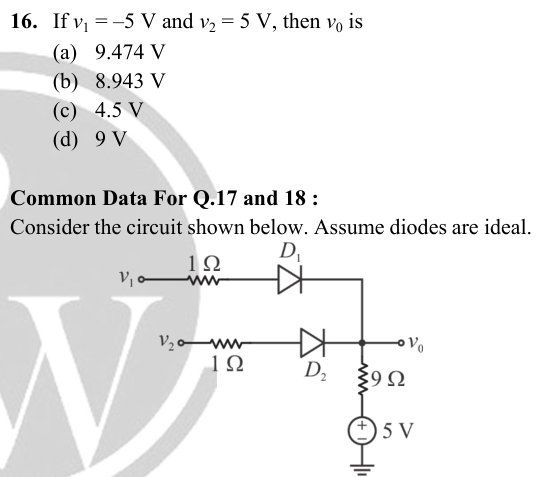 16. If v₁ = –5 V and v₂ = 5 V, then v₀ is
(a) 9.474 V
(b) 8.943 V
(c) 4.5 V
(d) 9 V
Common Data For Q.17 and 18 :
Consider the circuit shown below. Assume diodes are ideal.
1 Ω
D₁
v₁
v₂
1 Ω
D₂
v₀
9 Ω
+
–
5 V
W